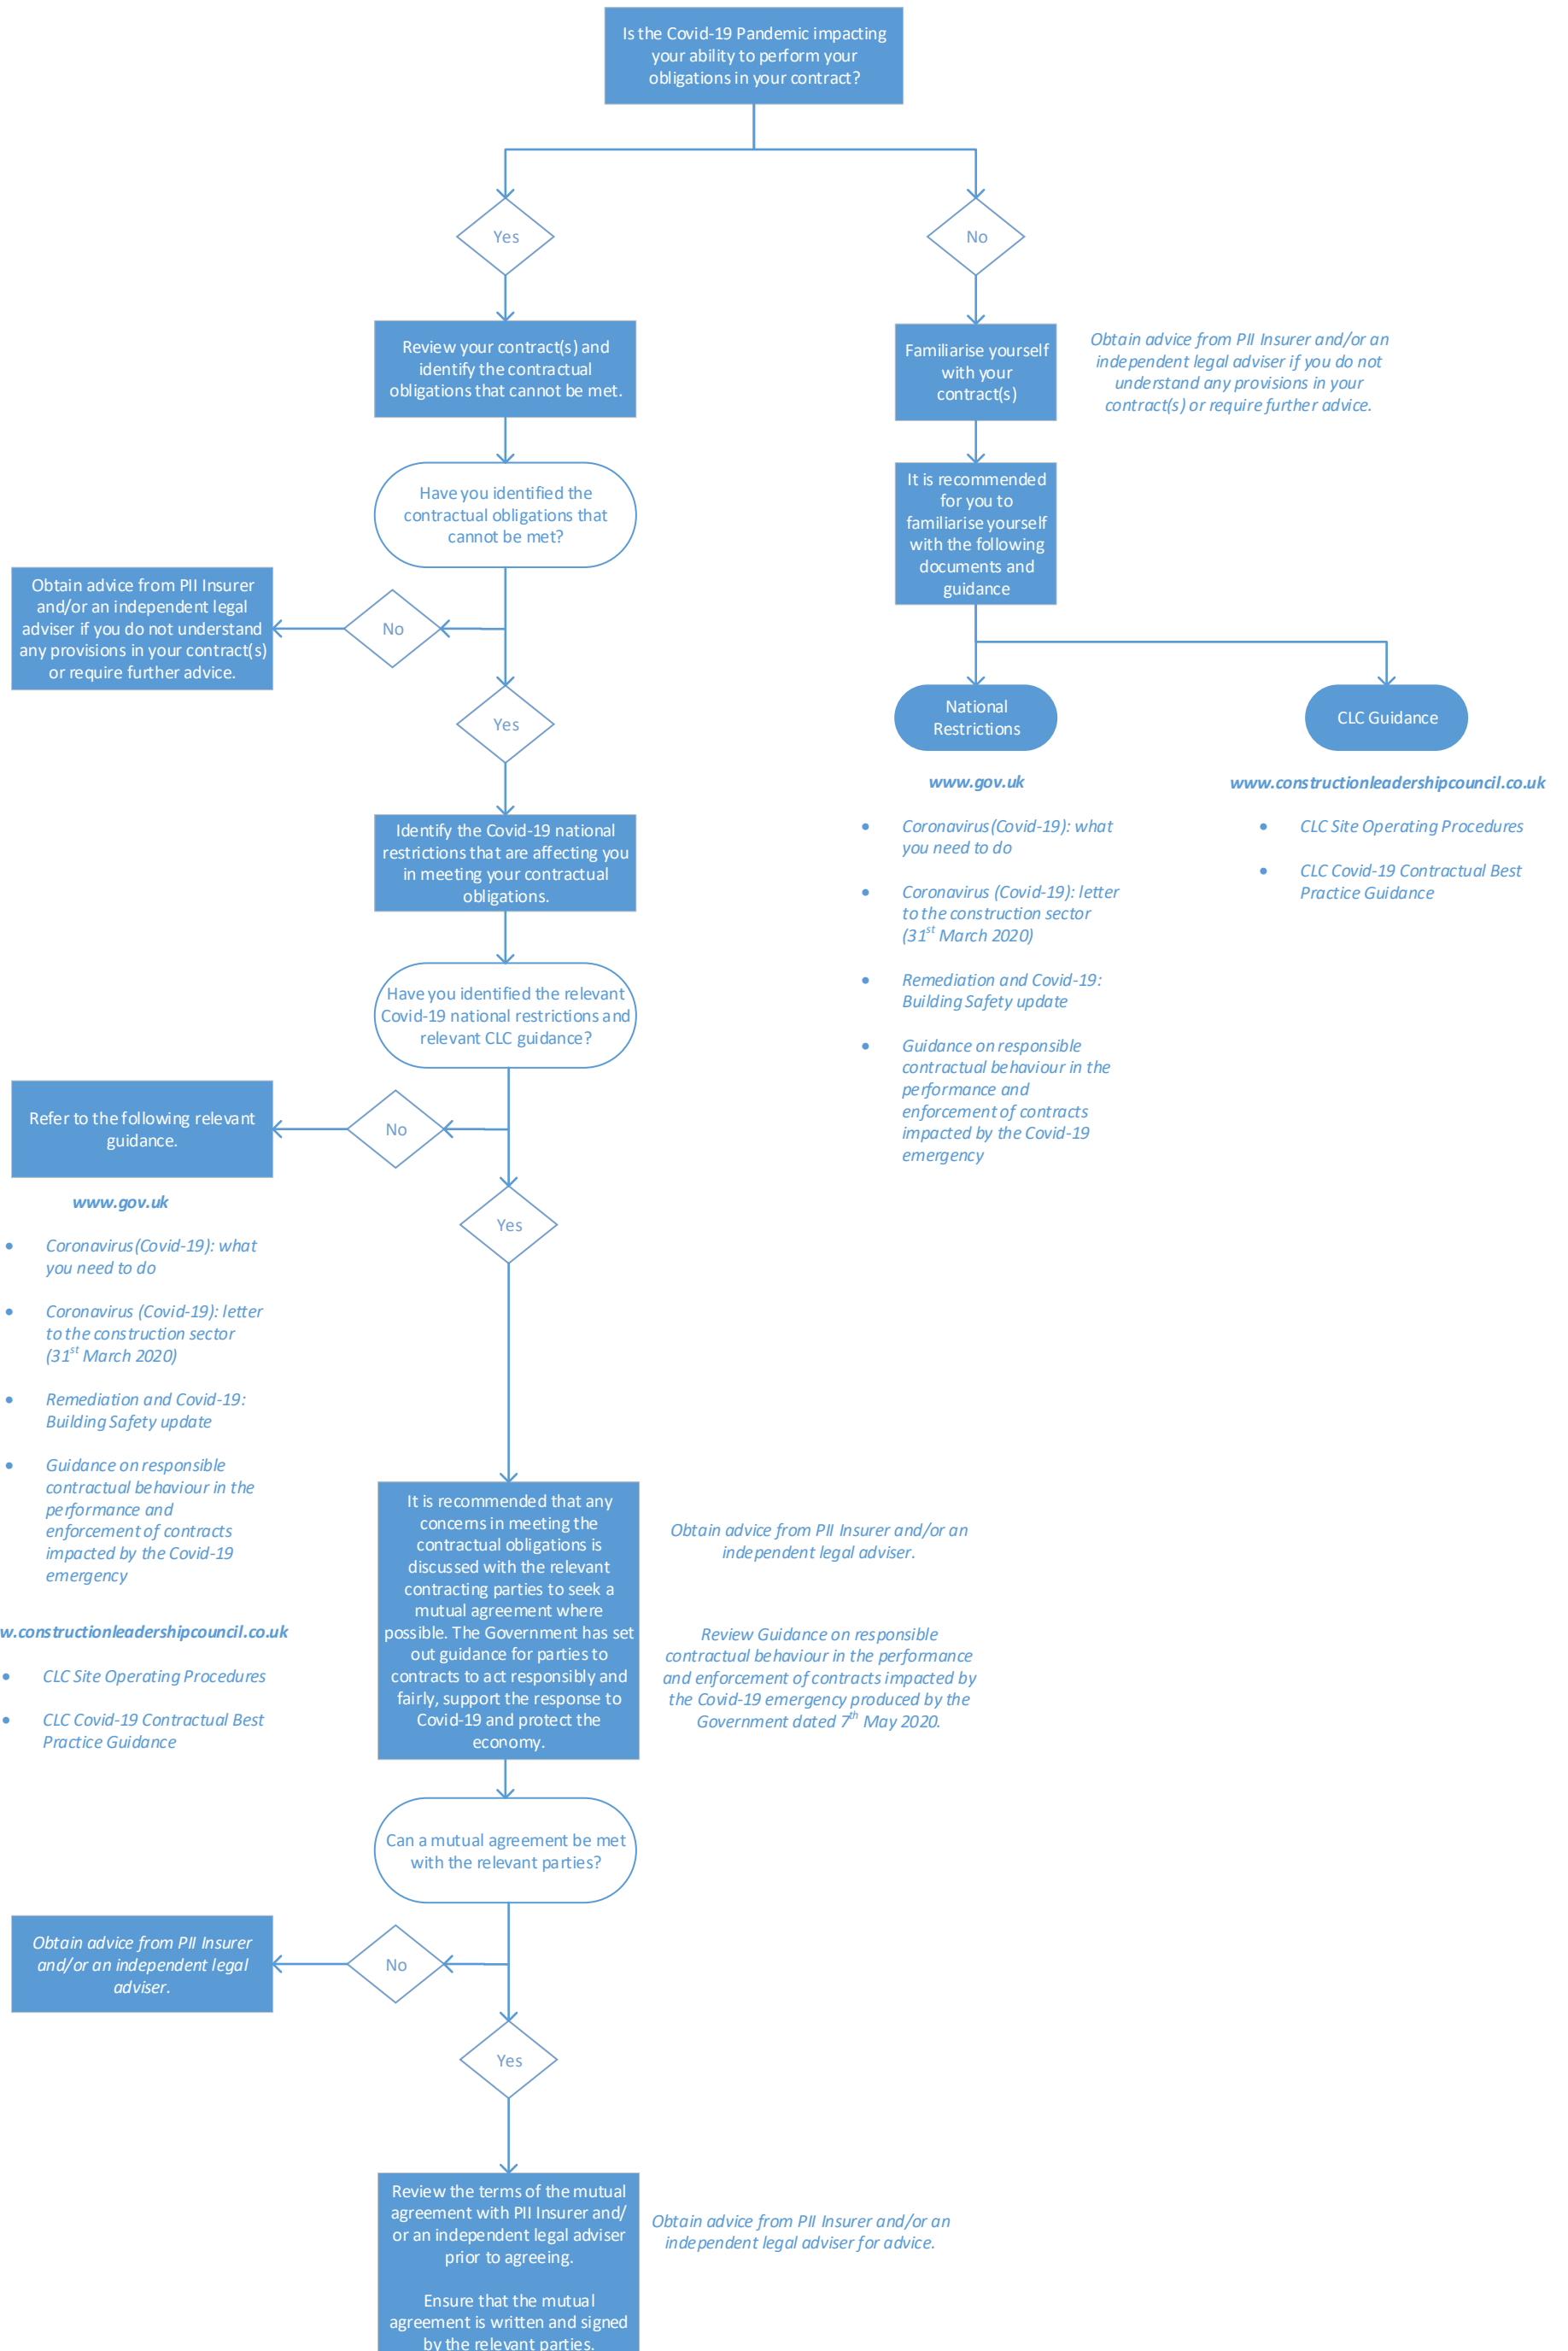 Is the Covid-19 Pandemic impacting
your ability to perform your
obligations in your contract?
Yes
No
Review your contract(s) and
identify the contractual
obligations that cannot be met.
Familiarise yourself
with your
contract(s)
Obtain advice from PII Insurer and/or an
independent legal adviser if you do not
understand any provisions in your
contract(s) or require further advice.
Have you identified the
contractual obligations that
cannot be met?
It is recommended
for you to
familiarise yourself
with the following
documents and
guidance
Obtain advice from PII Insurer
and/or an independent legal
adviser if you do not understand
any provisions in your contract(s)
or require further advice.
No
Yes
National
Restrictions
CLC Guidance
www.gov.uk
• Coronavirus(Covid-19): what
you need to do
• Coronavirus (Covid-19): letter
to the construction sector
(31st March 2020)
• Remediation and Covid-19:
Building Safety update
• Guidance on responsible
contractual behaviour in the
performance and
enforcement of contracts
impacted by the Covid-19
emergency
www.constructionleadershipcouncil.co.uk
• CLC Site Operating Procedures
• CLC Covid-19 Contractual Best
Practice Guidance
Identify the Covid-19 national
restrictions that are affecting you
in meeting your contractual
obligations.
Have you identified the relevant
Covid-19 national restrictions and
relevant CLC guidance?
Refer to the following relevant
guidance.
No
Yes
www.gov.uk
• Coronavirus(Covid-19): what
you need to do
• Coronavirus (Covid-19): letter
to the construction sector
(31st March 2020)
• Remediation and Covid-19:
Building Safety update
• Guidance on responsible
contractual behaviour in the
performance and
enforcement of contracts
impacted by the Covid-19
emergency
w.constructionleadershipcouncil.co.uk
• CLC Site Operating Procedures
• CLC Covid-19 Contractual Best
Practice Guidance
It is recommended that any
concerns in meeting the
contractual obligations is
discussed with the relevant
contracting parties to seek a
mutual agreement where
possible. The Government has set
out guidance for parties to
contracts to act responsibly and
fairly, support the response to
Covid-19 and protect the
economy.
Obtain advice from PII Insurer and/or an
independent legal adviser.
Review Guidance on responsible
contractual behaviour in the performance
and enforcement of contracts impacted by
the Covid-19 emergency produced by the
Government dated 7th May 2020.
Can a mutual agreement be met
with the relevant parties?
Obtain advice from PII Insurer
and/or an independent legal
adviser.
No
Yes
Review the terms of the mutual
agreement with PII Insurer and/
or an independent legal adviser
prior to agreeing.
Ensure that the mutual
agreement is written and signed
by the relevant parties.
Obtain advice from PII Insurer and/or an
independent legal adviser for advice.